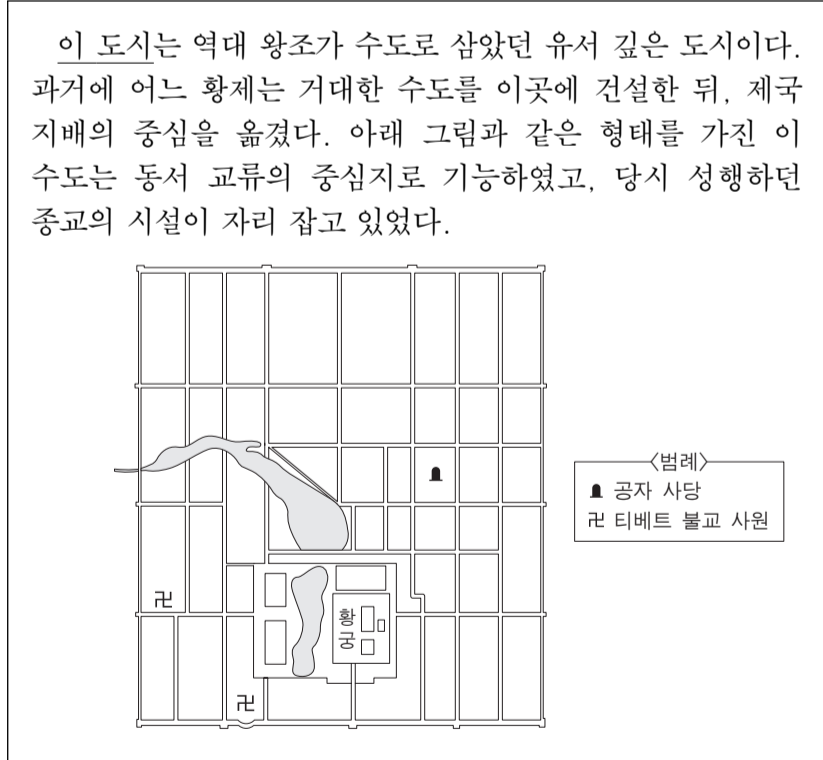 이 도시는 역대 왕조가 수도로 삼았던 유서 깊은 도시이다.
과거에 어느 황제는 거대한 수도를 이곳에 건설한 뒤, 제국
지배의 중심을 옮겼다. 아래 그림과 같은 형태를 가진 이
수도는 동서 교류의 중심지로 기능하였고, 당시 성행하던
종교의 시설이 자리 잡고 있었다.
〈범례〉
공자 사당
卍 티베트 불교 사원
卍
황
궁
卍